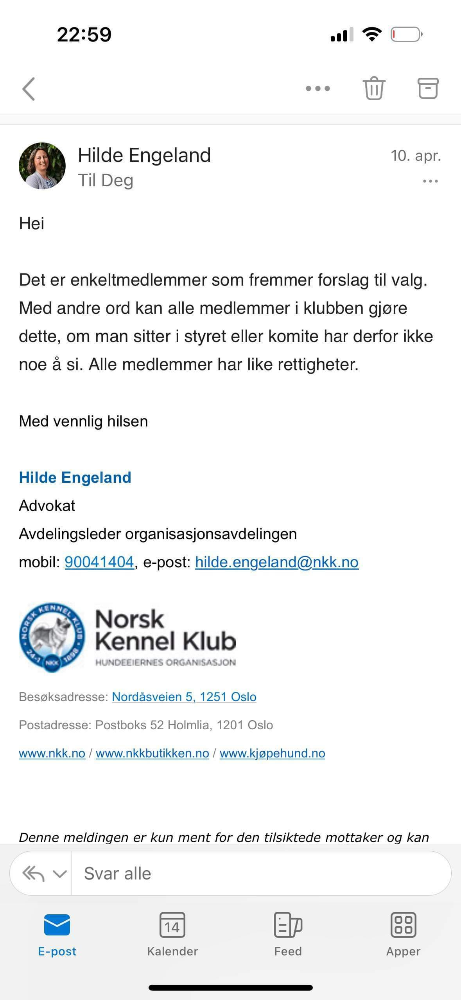 22:59
Hilde Engeland
10. apr.
Til Deg
Hei
Det er enkeltmedlemmer som fremmer forslag til valg.
Med andre ord kan alle medlemmer i klubben gjøre
dette, om man sitter i styret eller komite har derfor ikke
noe å si. Alle medlemmer har like rettigheter.
Med vennlig hilsen
Hilde Engeland
Advokat
Avdelingsleder organisasjonsavdelingen
mobil: 90041404, e-post: hilde.engeland@nkk.no
NORSK KENNEL KLUB
24-1 NKK 1898
Norsk
Kennel Klub
HUNDEEIERNES ORGANISASJON
Besøksadresse: Nordåsveien 5, 1251 Oslo
Postadresse: Postboks 52 Holmlia, 1201 Oslo
www.nkk.no / www.nkkbutikken.no / www.kjøpehund.no
Denne meldingen er kun ment for den tilsiktede mottaker og kan
Svar alle
14
E-post
Kalender
Feed
Apper